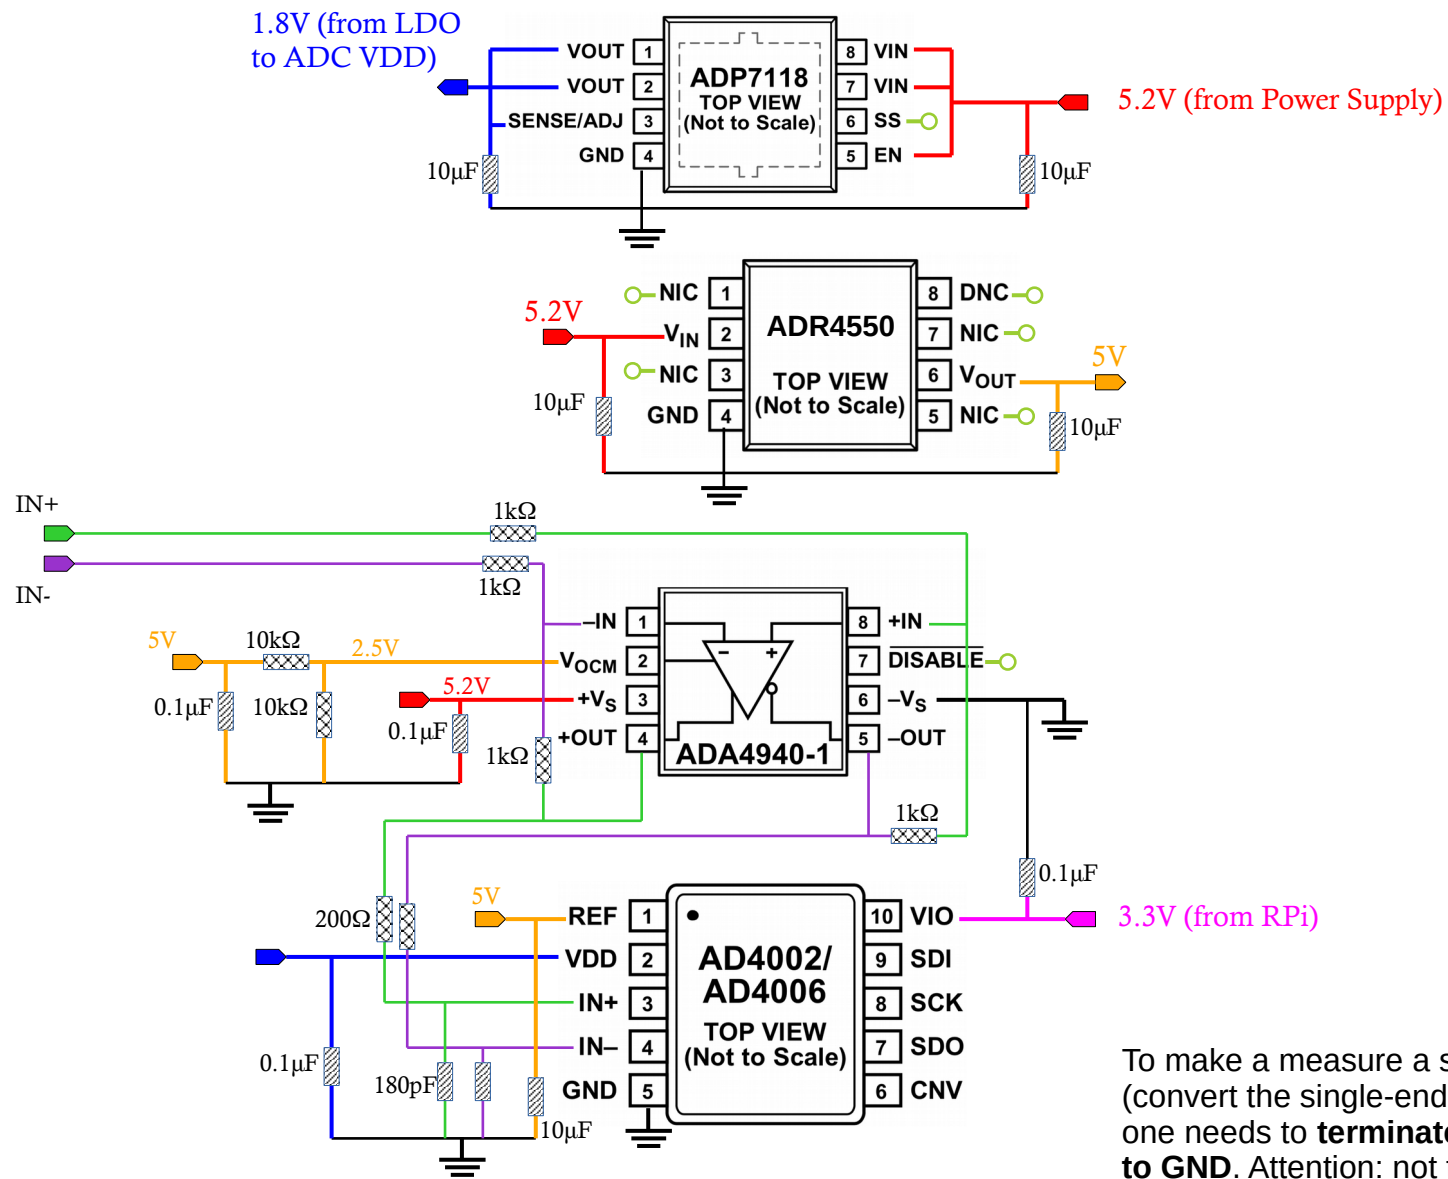 1.8V (from LDO
to ADC VDD)
VOUT 1
VOUT 2
SENSE/ADJ 3
GND 4
ADP7118
TOP VIEW
(Not to Scale)
8 VIN
7 VIN
6 SS
5 EN
5.2V (from Power Supply)
10µF
10µF
NIC 1
5.2V
VIN 2
NIC 3
GND 4
ADR4550
TOP VIEW
(Not to Scale)
8 DNC
7 NIC
6 VOUT
5 NIC
5V
10µF
10µF
IN+
1kΩ
IN-
1kΩ
–IN 1
5V
10kΩ
2.5V
VOCM 2
5.2V
+VS 3
0.1µF
10kΩ
0.1µF
+OUT 4
1kΩ
– +
ADA4940-1
8 +IN
7 DISABLE
6 –VS
5 –OUT
1kΩ
0.1µF
200Ω
5V
REF 1
VDD 2
IN+ 3
IN– 4
GND 5
AD4002/
AD4006
TOP VIEW
(Not to Scale)
10 VIO
9 SDI
8 SCK
7 SDO
6 CNV
3.3V (from RPi)
0.1µF
180pF
10µF
To make a measure a s
(convert the single-end
one needs to terminate
to GND. Attention: not